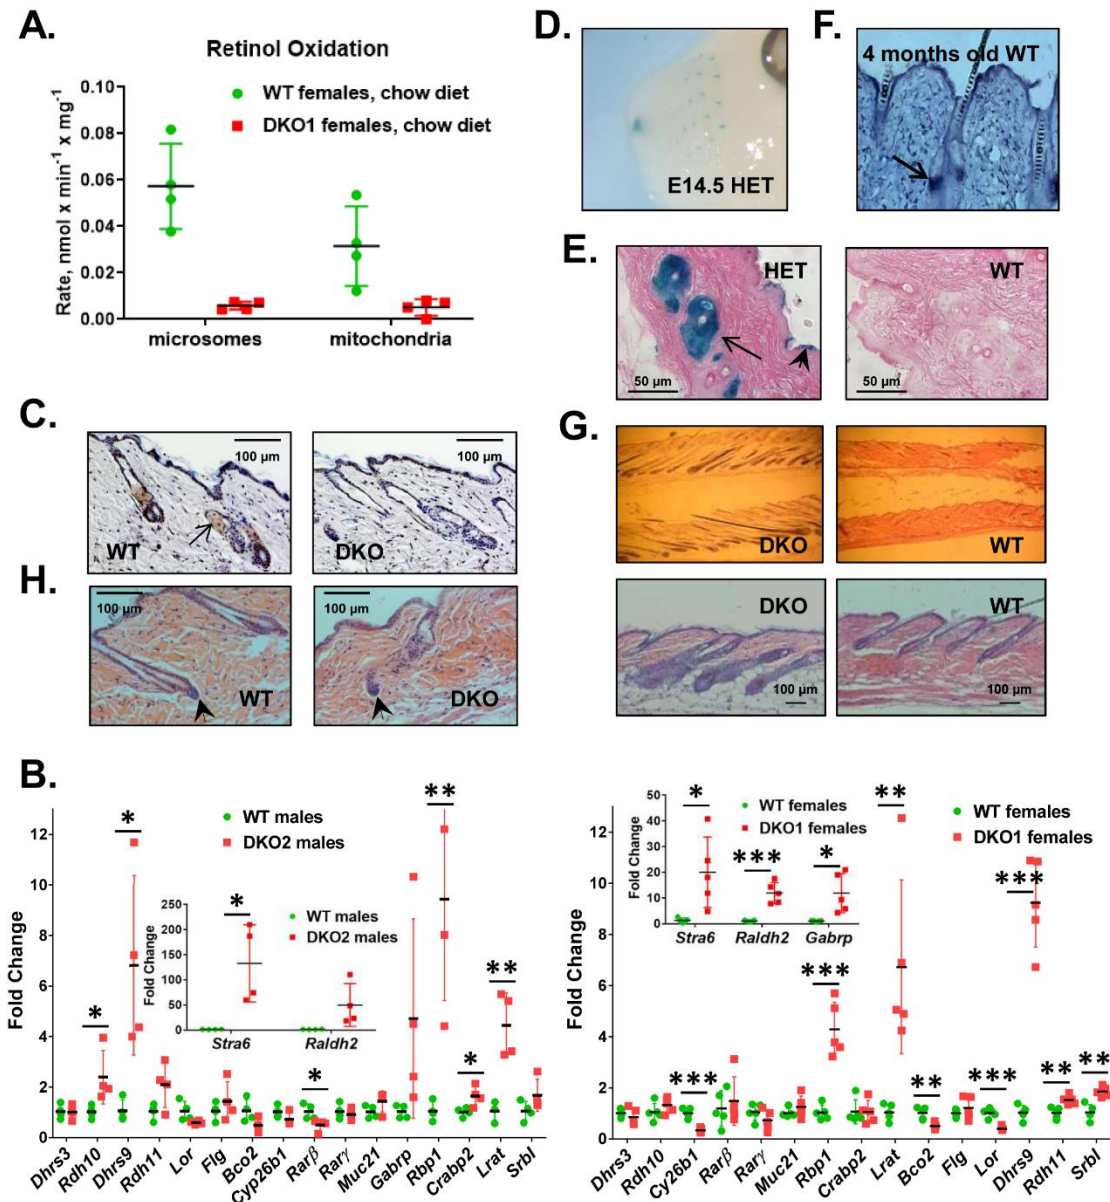 A.
Retinol Oxidation
WT females, chow diet
DKO1 females, chow diet
Rate, nmol x min⁻¹ x mg⁻¹
0.10
0.08
0.06
0.04
0.02
0.00
microsomes
mitochondria
D.
E14.5 HET
F.
4 months old WT
E.
HET
50 µm
WT
50 µm
C.
100 µm
WT
100 µm
DKO
G.
DKO
WT
DKO
100 µm
WT
100 µm
H.
100 µm
WT
100 µm
DKO
B.
WT males
DKO2 males
Fold Change
12
10
8
6
4
2
0
*
*
*
**
*
**
WT males
DKO2 males
Fold Change
250
200
150
100
50
0
*
Stra6
Raldh2
Dhrs3
Rdh10
Dhrs9
Rdh11
Lor
Flg
Bco2
Cyp26b1
Rarβ
Rarγ
Muc21
Gabrp
Rbp1
Crabp2
Lrat
Srbl
WT females
DKO1 females
Fold Change
12
10
8
6
4
2
0
***
***
**
**
***
***
**
**
WT females
DKO1 females
Fold Change
50
40
30
20
10
0
*
***
*
Stra6
Raldh2
Gabrp
Dhrs3
Rdh10
Cy26b1
Rarβ
Rarγ
Muc21
Rbp1
Crabp2
Lrat
Bco2
Flg
Lor
Dhrs9
Rdh11
Srbl